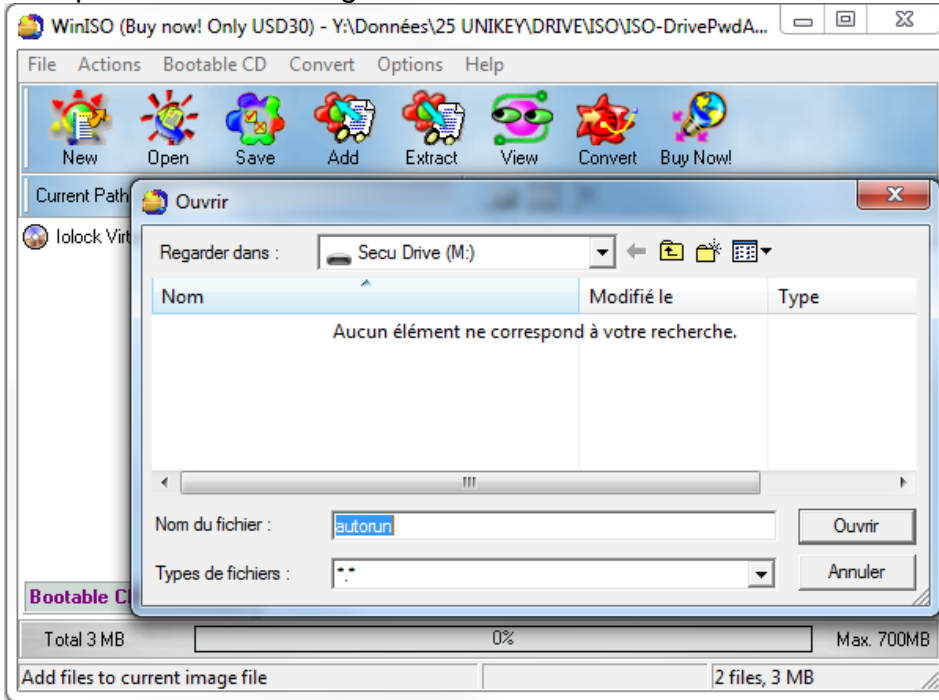 WinISO (Buy now! Only USD30) - Y:\Données\25 UNIKEY\DRIVE\ISO\ISO-DrivePwdA...
File Actions Bootable CD Convert Options Help
New Open Save Add Extract View Convert Buy Now!
Current Path
Ouvrir
Iolock Virt
Regarder dans : Secu Drive (M:)
Nom Modifié le Type
Aucun élément ne correspond à votre recherche.
Nom du fichier : autorun Ouvrir
Types de fichiers : *.* Annuler
Bootable C
Total 3 MB 0% Max. 700MB
Add files to current image file 2 files, 3 MB